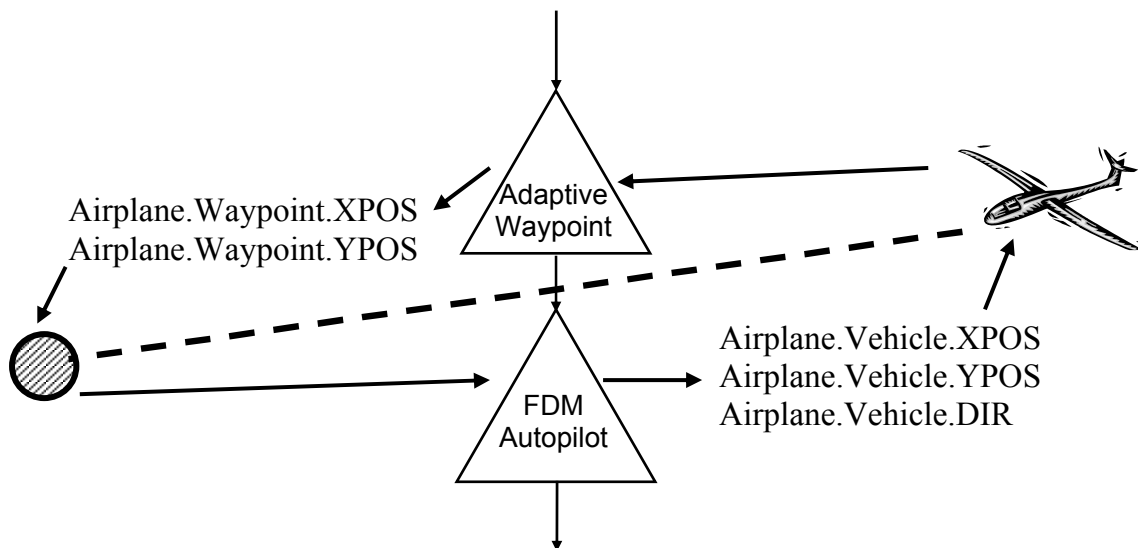 Adaptive
Waypoint
Airplane.Waypoint.XPOS
Airplane.Waypoint.YPOS
Airplane.Vehicle.XPOS
Airplane.Vehicle.YPOS
Airplane.Vehicle.DIR
FDM
Autopilot